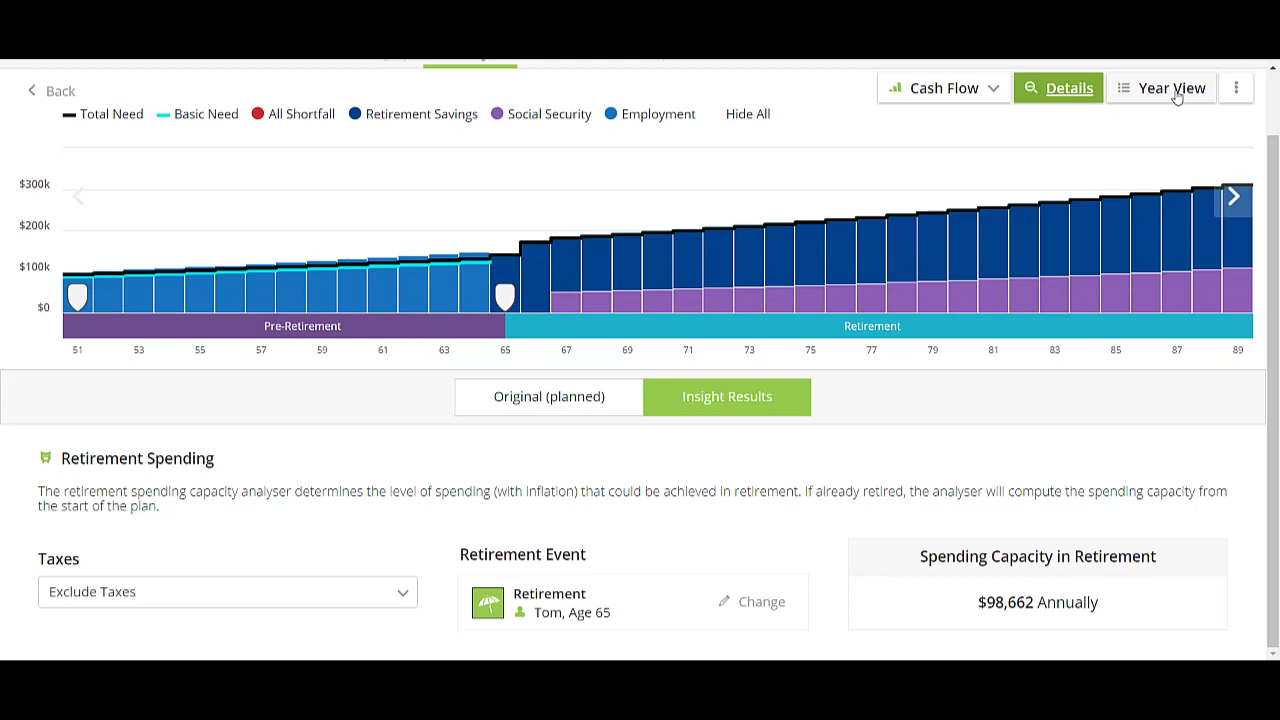 Back
Cash Flow
Details
Year View
Total Need
Basic Need
All Shortfall
Retirement Savings
Social Security
Employment
Hide All
$300k
$200k
$100k
$0
Pre-Retirement
Retirement
51 53 55 57 59 61 63 65 67 69 71 73 75 77 79 81 83 85 87 89
Original (planned)
Insight Results
Retirement Spending
The retirement spending capacity analyser determines the level of spending (with inflation) that could be achieved in retirement. If already retired, the analyser will compute the spending capacity from
the start of the plan.
Taxes
Exclude Taxes
Retirement Event
Retirement
Tom, Age 65
Change
Spending Capacity in Retirement
$98,662 Annually